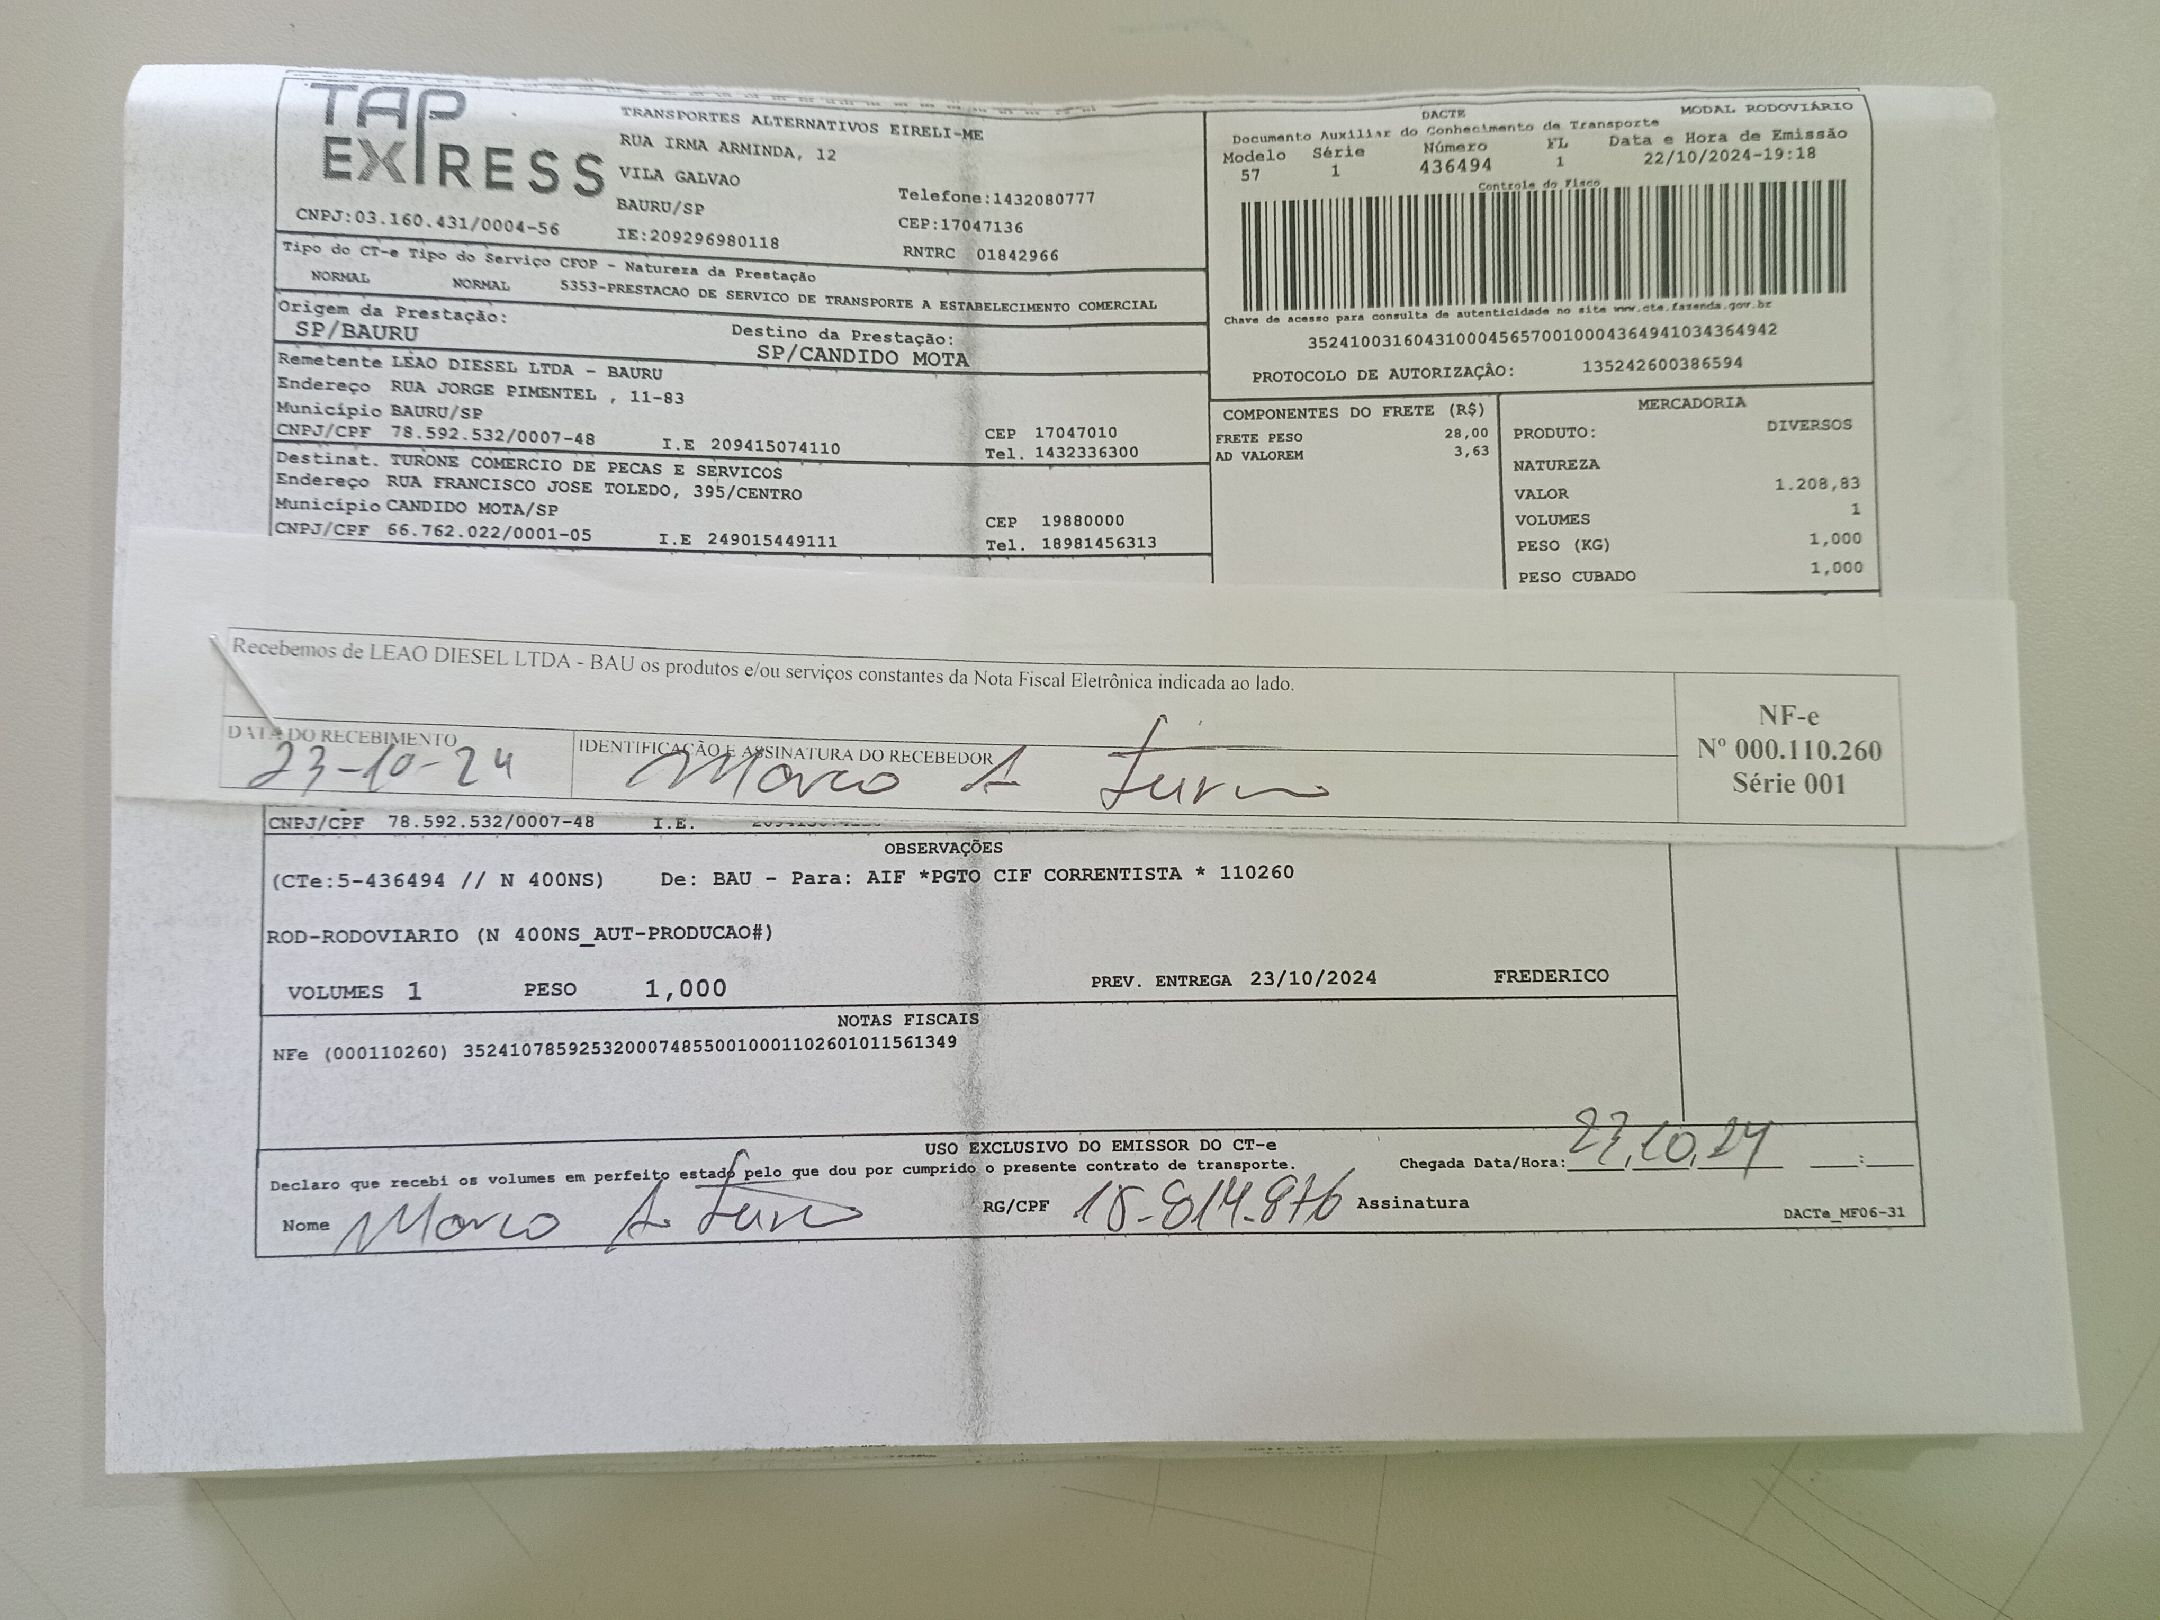 TAP EXPRESS
TRANSPORTES ALTERNATIVOS EIRELI-ME
RUA IRMA ARMINDA, 12
VILA GALVAO
BAURU/SP
Telefone:1432080777
CEP:17047136
CNPJ:03.160.431/0004-56 IE:209296980118 RNTRC 01842966
Tipo do CT-e Tipo do Serviço CFOP - Natureza da Prestação
NORMAL NORMAL 5353-PRESTACAO DE SERVICO DE TRANSPORTE A ESTABELECIMENTO COMERCIAL
Origem da Prestação: Destino da Prestação:
SP/BAURU SP/CANDIDO MOTA
Remetente LEAO DIESEL LTDA - BAURU
Endereço RUA JORGE PIMENTEL , 11-83
Município BAURU/SP CEP 17047010
CNPJ/CPF 78.592.532/0007-48 I.E 209415074110 Tel. 1432336300
Destinat. TURONE COMERCIO DE PECAS E SERVICOS
Endereço RUA FRANCISCO JOSE TOLEDO, 395/CENTRO
Município CANDIDO MOTA/SP CEP 19880000
CNPJ/CPF 66.762.022/0001-05 I.E 249015449111 Tel. 18981456313
DACTE MODAL RODOVIÁRIO
Documento Auxiliar do Conhecimento de Transporte
Modelo Série Número FL Data e Hora de Emissão
57 1 436494 1 22/10/2024-19:18
Controle do Fisco
Chave de acesso para consulta de autenticidade no site www.cte.fazenda.gov.br
35241003160431000456570010004364941034364942
PROTOCOLO DE AUTORIZAÇÂO: 135242600386594
COMPONENTES DO FRETE (R$)
FRETE PESO 28,00
AD VALOREM 3,63
MERCADORIA
PRODUTO: DIVERSOS
NATUREZA
VALOR 1.208,83
VOLUMES 1
PESO (KG) 1,000
PESO CUBADO 1,000
Recebemos de LEAO DIESEL LTDA - BAU os produtos e/ou serviços constantes da Nota Fiscal Eletrônica indicada ao lado.
DATA DO RECEBIMENTO IDENTIFICAÇÃO E ASSINATURA DO RECEBEDOR
23-10-24 Marco A
NF-e
Nº 000.110.260
Série 001
CNPJ/CPF 78.592.532/0007-48 I.E.
OBSERVAÇÕES
(CTe:5-436494 // N 400NS) De: BAU - Para: AIF *PGTO CIF CORRENTISTA * 110260
ROD-RODOVIARIO (N 400NS_AUT-PRODUCAO#)
VOLUMES 1 PESO 1,000 PREV. ENTREGA 23/10/2024 FREDERICO
NOTAS FISCAIS
NFe (000110260) 35241078592532000748550010001102601011561349
USO EXCLUSIVO DO EMISSOR DO CT-e
Declaro que recebi os volumes em perfeito estado pelo que dou por cumprido o presente contrato de transporte. Chegada Data/Hora: 23,10,24 :
Nome Marco A. RG/CPF 18-814.876 Assinatura
DACTe_MF06-31